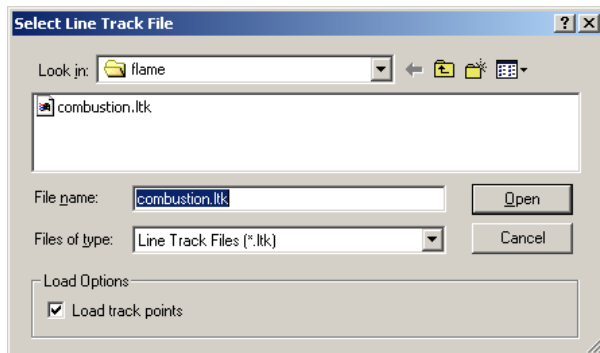 Select Line Track File
Look in: flame
combustion.ltk
File name: combustion.ltk Open
Files of type: Line Track Files (*.ltk) Cancel
Load Options
Load track points